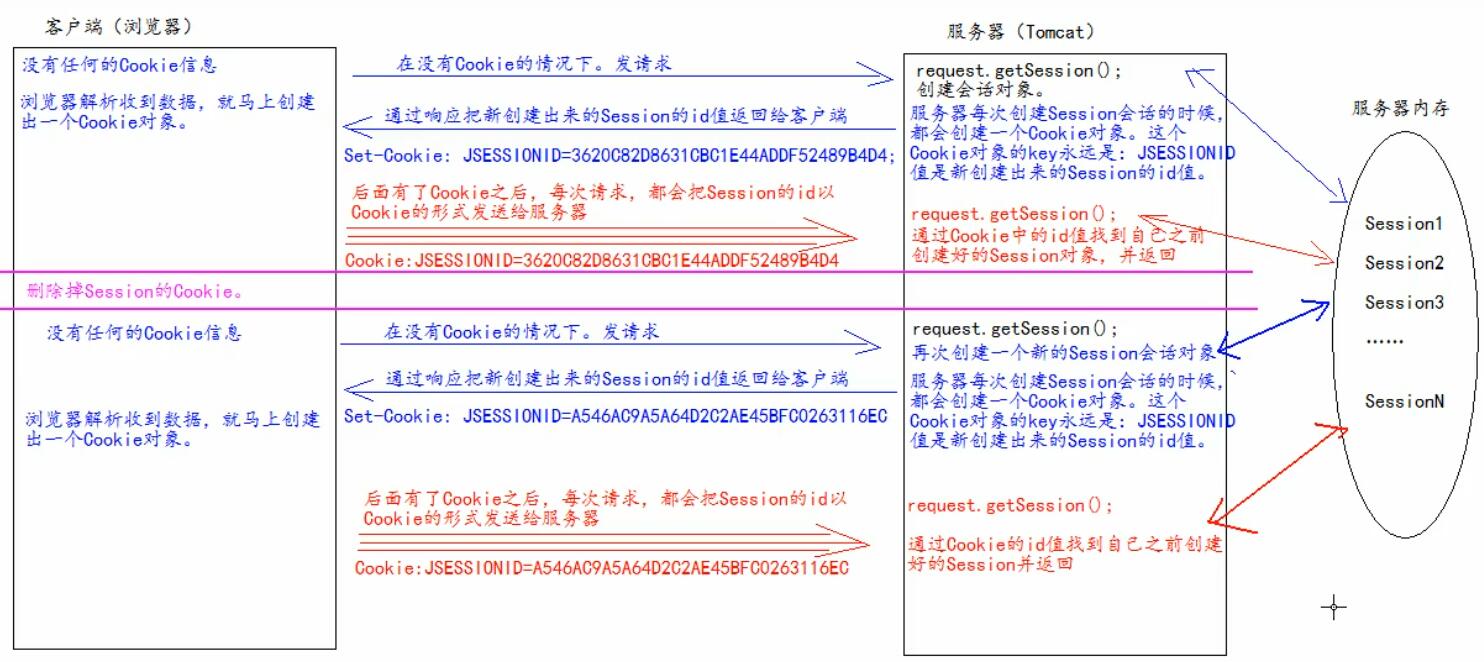 客户端（浏览器）
服务器（Tomcat）
没有任何的Cookie信息
浏览器解析收到数据，就马上创建
出一个Cookie对象。
在没有Cookie的情况下。发请求
通过响应把新创建出来的Session的id值返回给客户端
Set-Cookie: JSESSIONID=3620C82D8631CBC1E44ADDF52489B4D4;
后面有了Cookie之后，每次请求，都会把Session的id以
Cookie的形式发送给服务器
Cookie:JSESSIONID=3620C82D8631CBC1E44ADDF52489B4D4
request.getSession();
创建会话对象。
服务器每次创建Session会话的时候，
都会创建一个Cookie对象。这个
Cookie对象的key永远是：JSESSIONID
值是新创建出来的Session的id值。
request.getSession();
通过Cookie中的id值找到自己之前
创建好的Session对象，并返回
服务器内存
Session1
Session2
Session3
······
SessionN
删除掉Session的Cookie。
没有任何的Cookie信息
浏览器解析收到数据，就马上创建
出一个Cookie对象。
在没有Cookie的情况下。发请求
通过响应把新创建出来的Session的id值返回给客户端
Set-Cookie: JSESSIONID=A546AC9A5A64D2C2AE45BFC0263116EC
后面有了Cookie之后，每次请求，都会把Session的id以
Cookie的形式发送给服务器
Cookie:JSESSIONID=A546AC9A5A64D2C2AE45BFC0263116EC
request.getSession();
再次创建一个新的Session会话对象
服务器每次创建Session会话的时候，
都会创建一个Cookie对象。这个
Cookie对象的key永远是：JSESSIONID
值是新创建出来的Session的id值。
request.getSession();
通过Cookie的id值找到自己之前创建
好的Session并返回